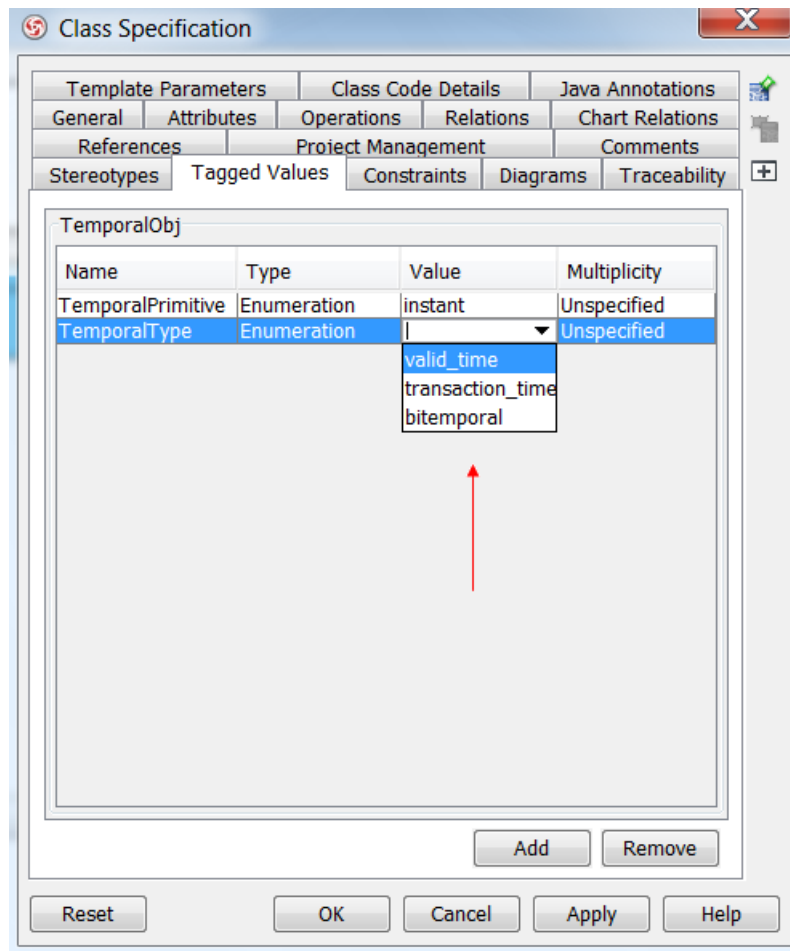 Class Specification
Template Parameters Class Code Details Java Annotations
General Attributes Operations Relations Chart Relations
References Project Management Comments
Stereotypes Tagged Values Constraints Diagrams Traceability
TemporalObj
Name Type Value Multiplicity
TemporalPrimitive Enumeration instant Unspecified
TemporalType Enumeration Unspecified
valid_time
transaction_time
bitemporal
Add Remove
Reset OK Cancel Apply Help